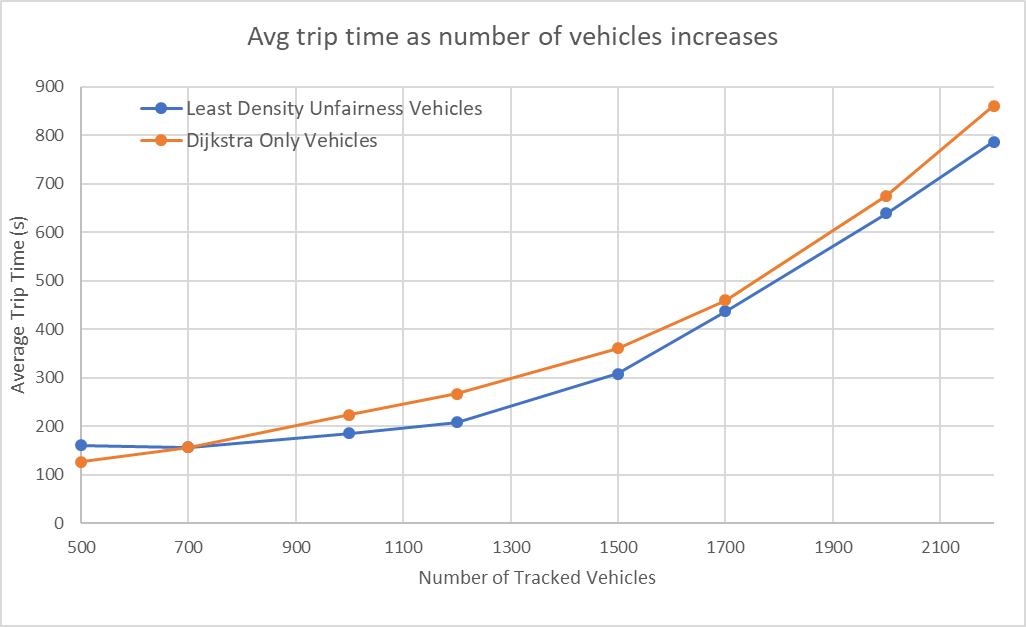 Avg trip time as number of vehicles increases
900
800
700
600
500
400
300
200
100
0
Least Density Unfairness Vehicles
Dijkstra Only Vehicles
Average Trip Time (s)
500 700 900 1100 1300 1500 1700 1900 2100
Number of Tracked Vehicles